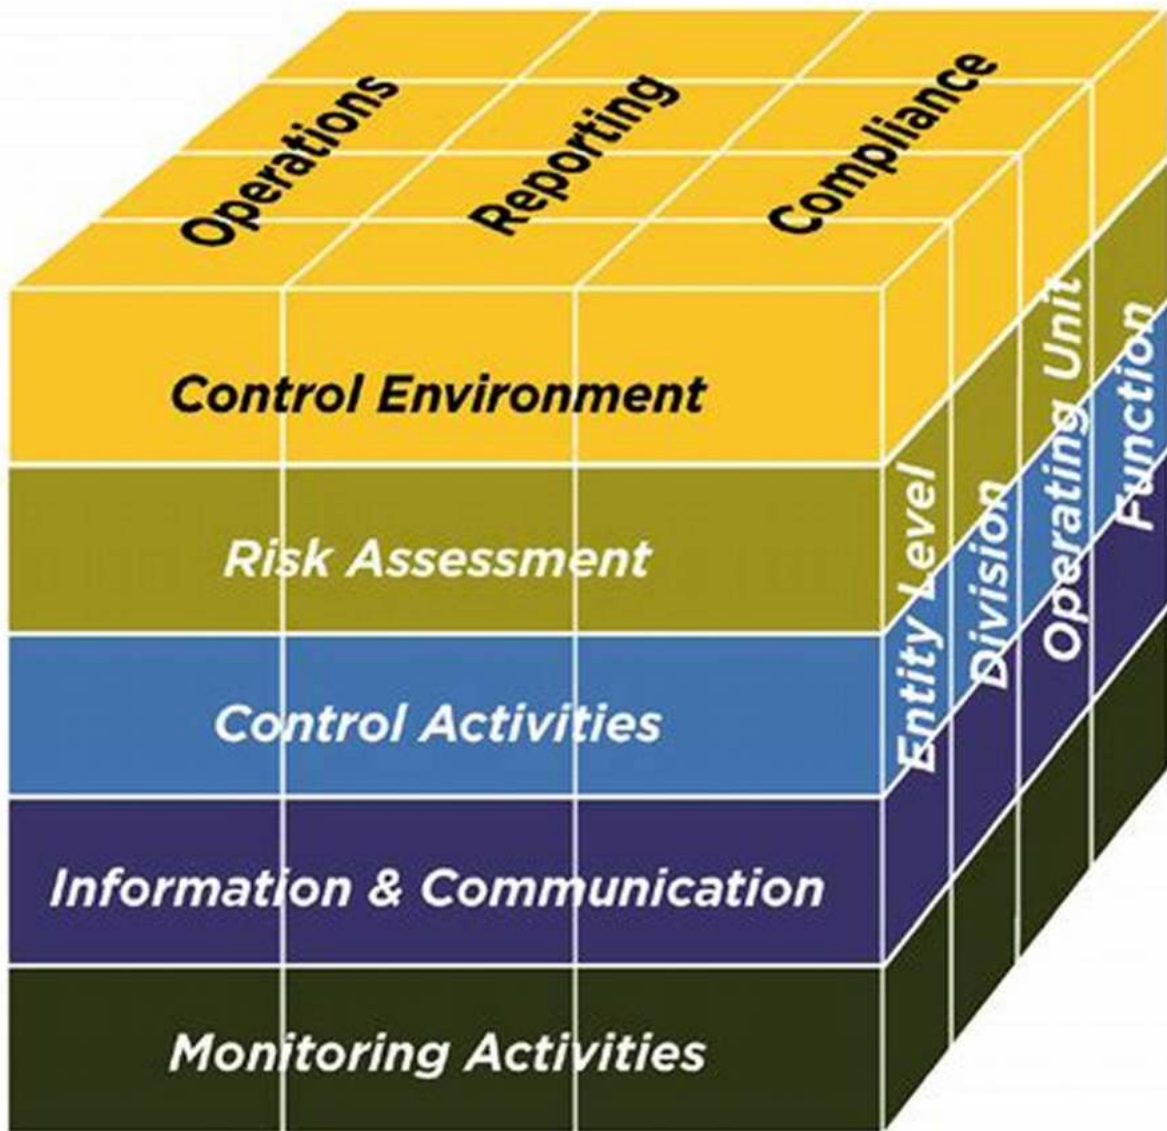 Operations
Reporting
Compliance
Control Environment
Risk Assessment
Control Activities
Information & Communication
Monitoring Activities
Entity Level
Division
Operating Unit
Function